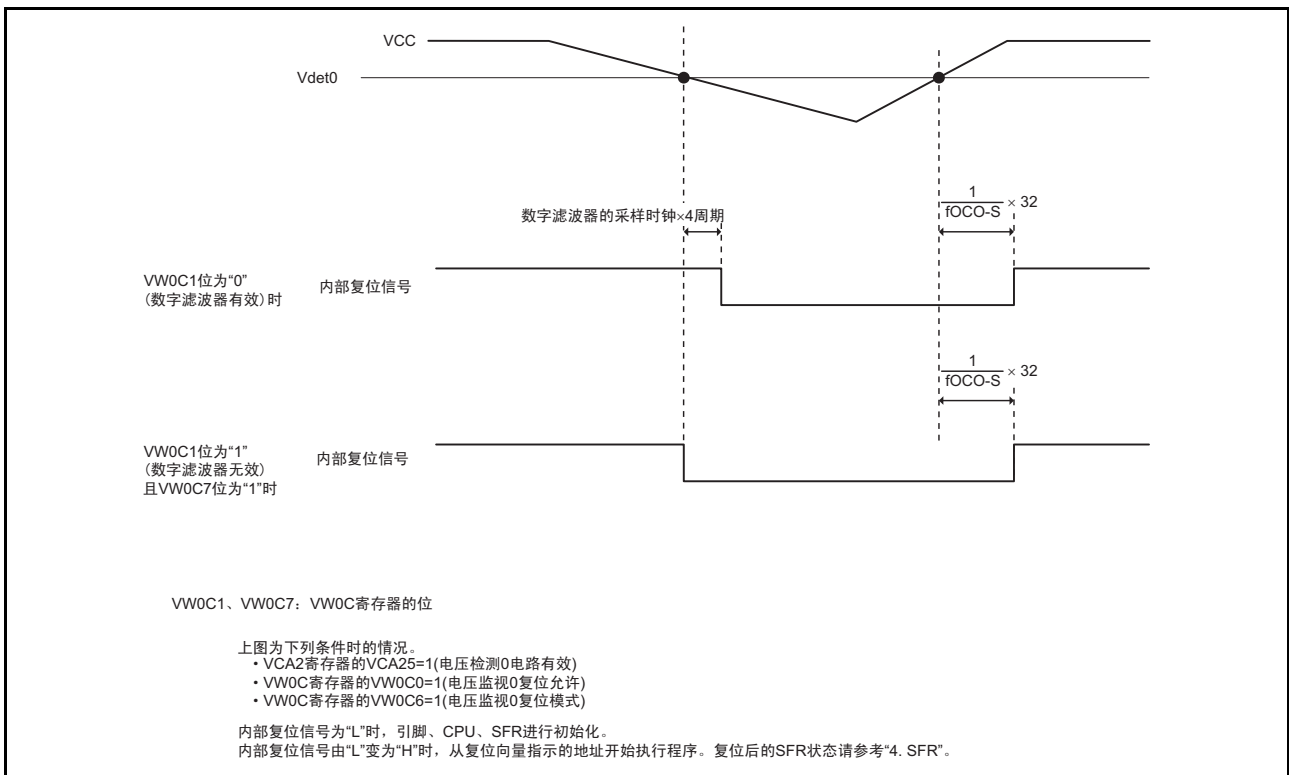 VCC
Vdet0
1
fOCO-S × 32
数字滤波器的采样时钟×4周期
VW0C1位为“0”
(数字滤波器有效)时
内部复位信号
1
fOCO-S × 32
VW0C1位为“1”
(数字滤波器无效)
且VW0C7位为“1”时
内部复位信号
VW0C1、VW0C7：VW0C寄存器的位
上图为下列条件时的情况。
・VCA2寄存器的VCA25=1(电压检测0电路有效)
・VW0C寄存器的VW0C0=1(电压监视0复位允许)
・VW0C寄存器的VW0C6=1(电压监视0复位模式)
内部复位信号为“L”时，引脚、CPU、SFR进行初始化。
内部复位信号由“L”变为“H”时，从复位向量指示的地址开始执行程序。复位后的SFR状态请参考“4. SFR”。